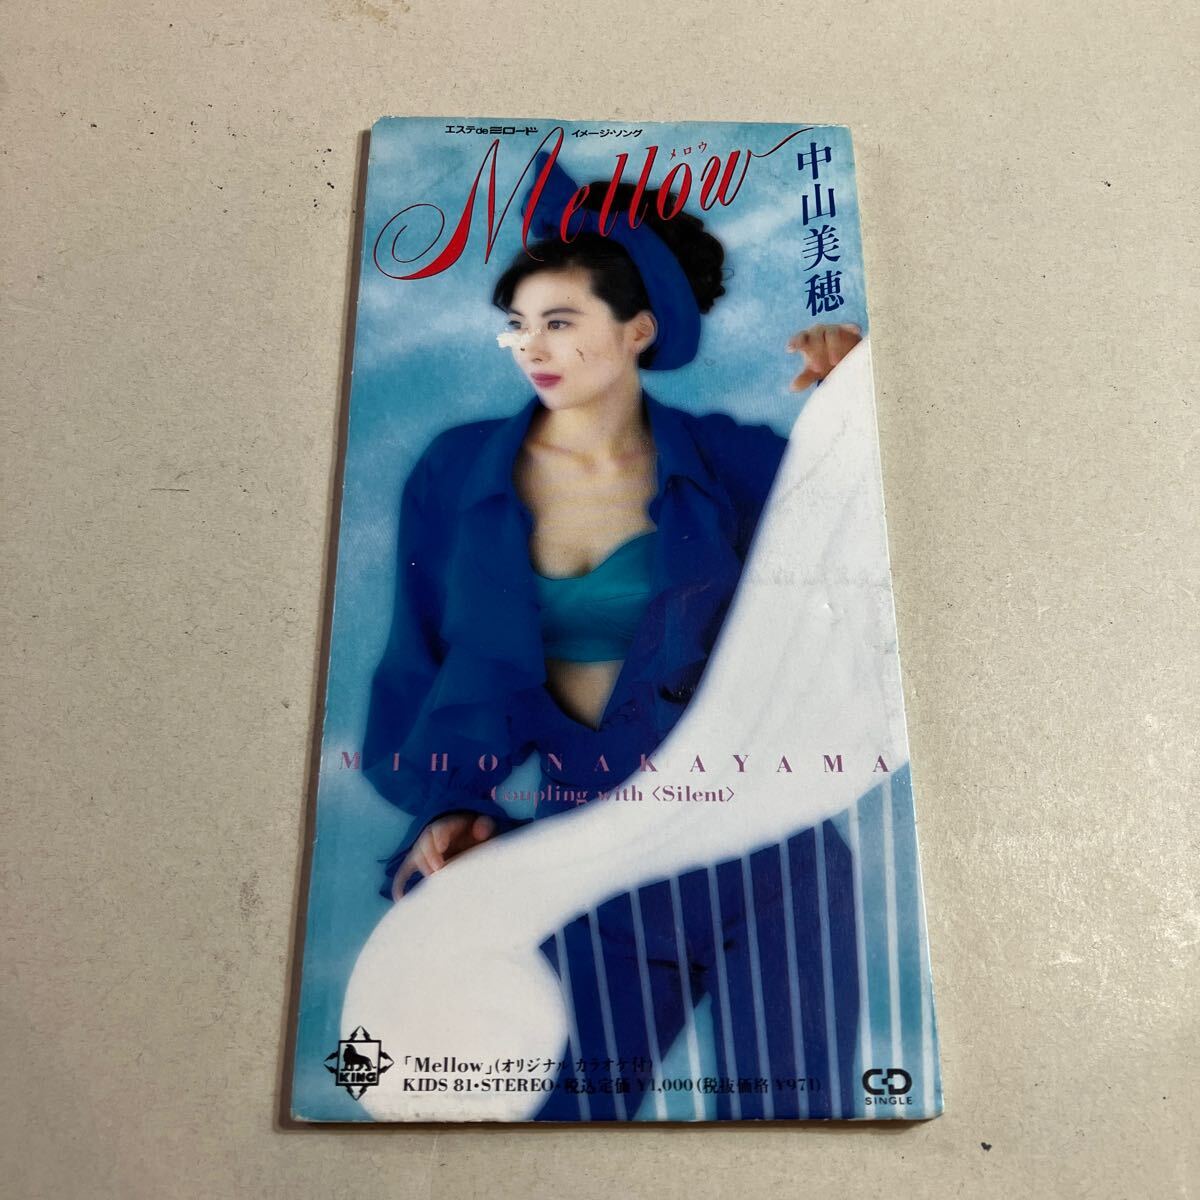 エステdeミロード イメージ・ソング
Mellow
メロウ
中山美穂
MIHO NAKAYAMA
Coupling with 〈Silent〉
KING
「Mellow」(オリジナル カラオケ付)
KIDS 81・STEREO・税込定価 ¥1,000(税抜価格 ¥971)
CD
SINGLE